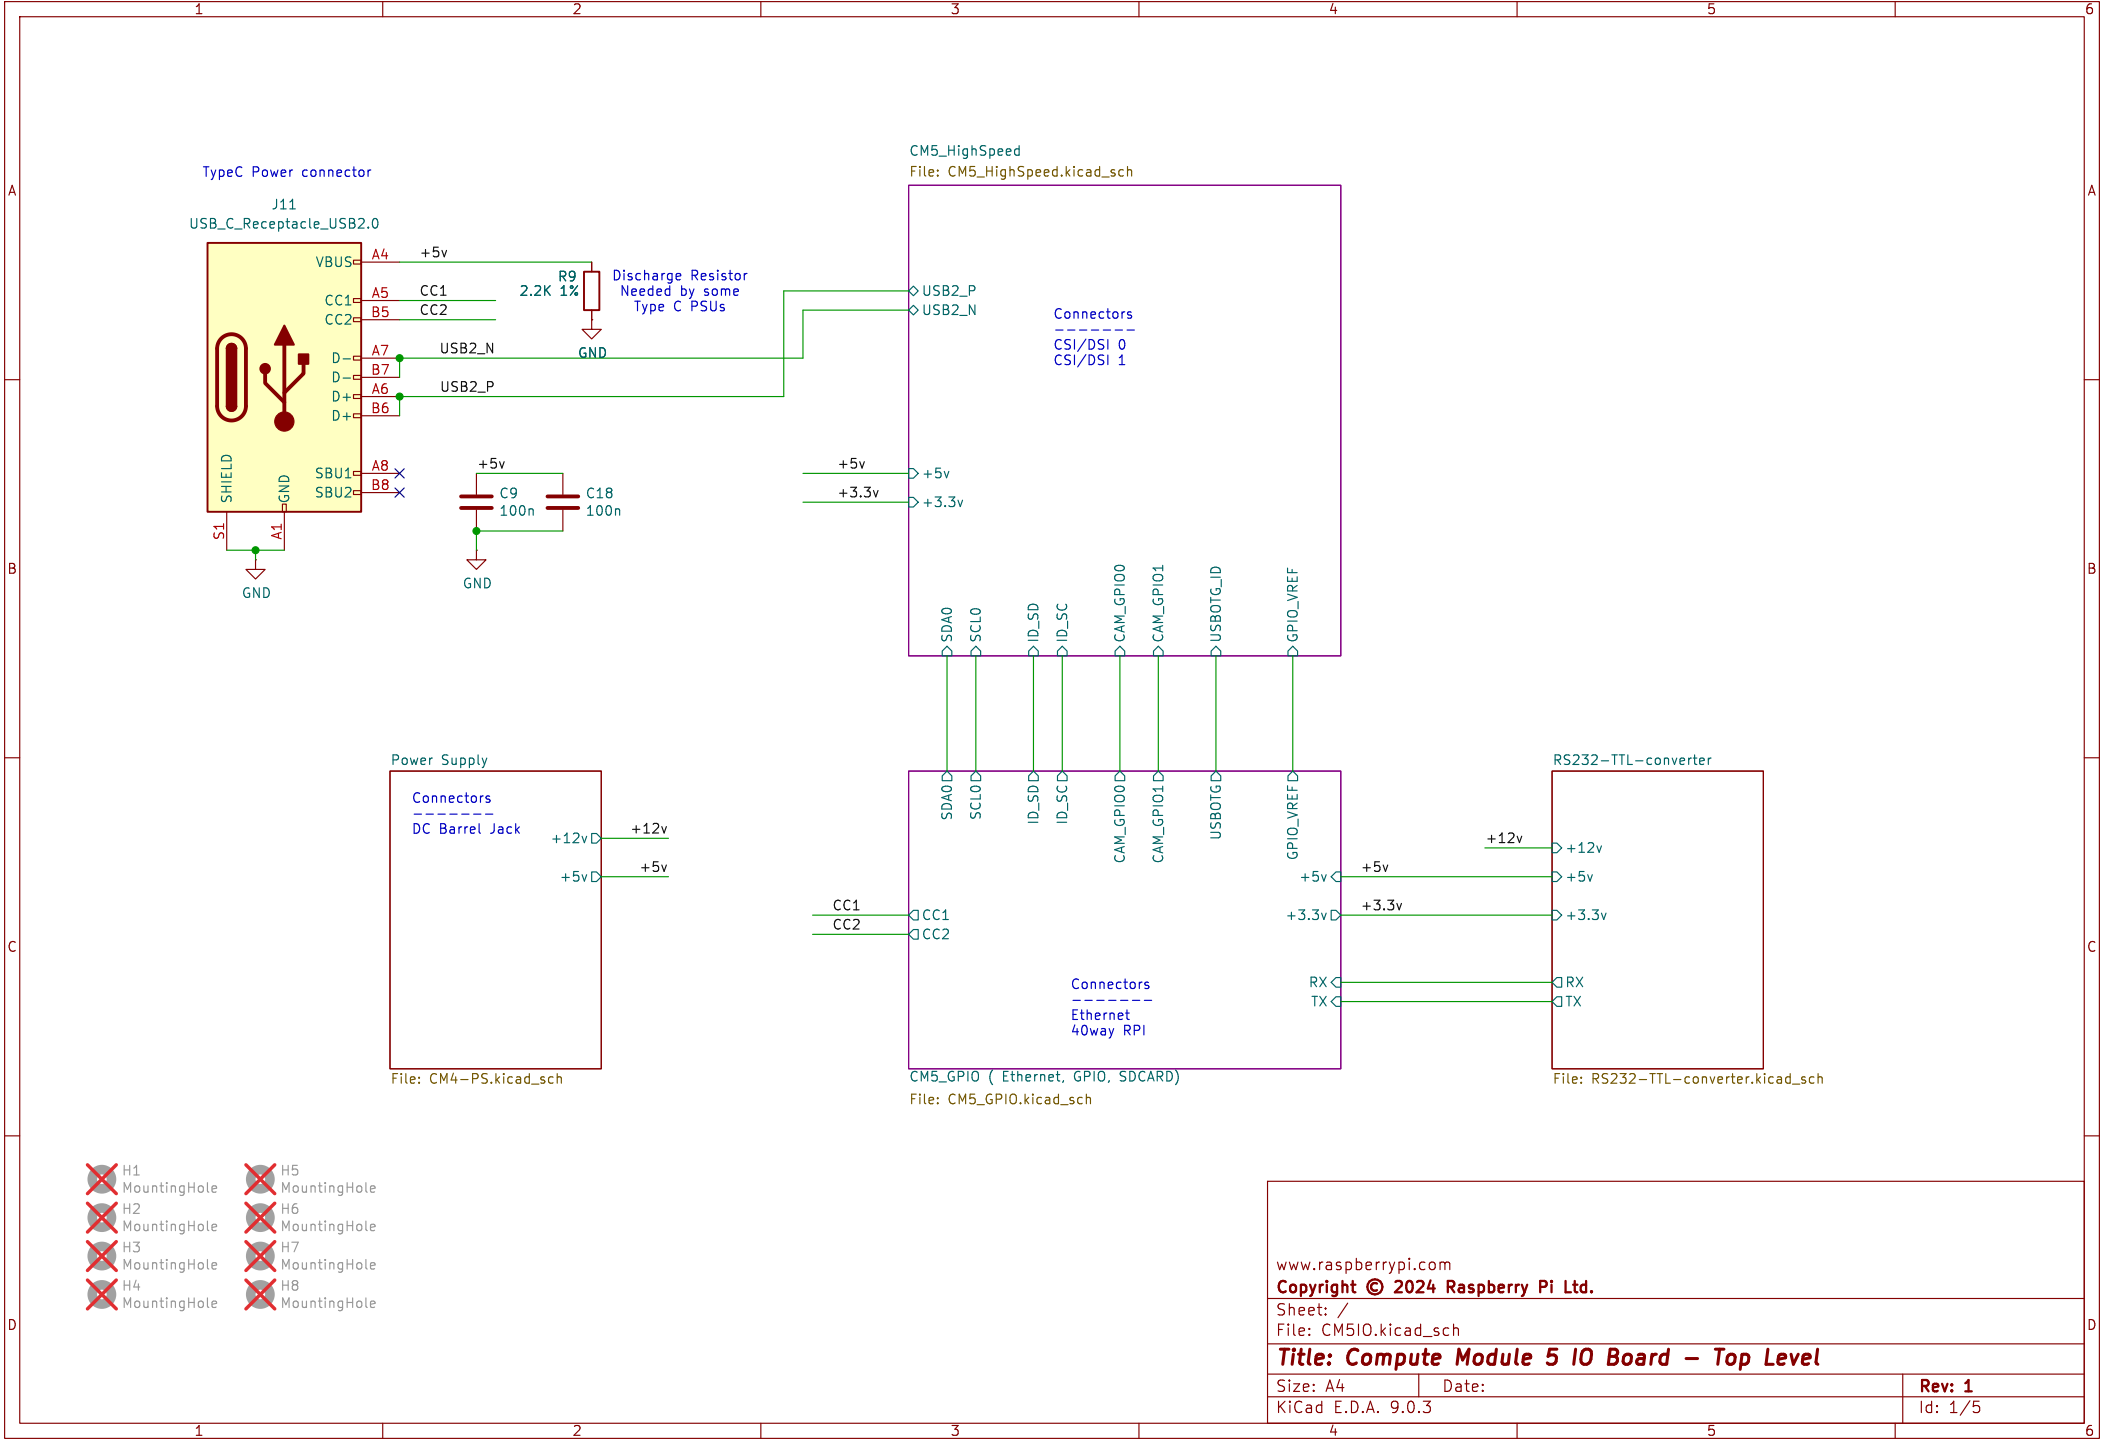 1 2 3 4 5 6
A
B
C
D
A
B
C
D
1 2 3 4 5 6
TypeC Power connector
J11
USB_C_Receptacle_USB2.0
VBUS A4 +5v
CC1 A5 CC1
CC2 B5 CC2
D- A7 USB2_N
D- B7
D+ A6 USB2_P
D+ B6
SBU1 A8
SBU2 B8
SHIELD GND
S1 A1
GND
R9
2.2K 1%
GND
Discharge Resistor
Needed by some
Type C PSUs
+5v
C9
100n
C18
100n
GND
CM5_HighSpeed
File: CM5_HighSpeed.kicad_sch
USB2_P
USB2_N
Connectors
-------
CSI/DSI 0
CSI/DSI 1
+5v +5v
+3.3v +3.3v
SDA0 SCL0 ID_SD ID_SC CAM_GPIO0 CAM_GPIO1 USBOTG_ID GPIO_VREF
Power Supply
Connectors
-------
DC Barrel Jack
+12v +12v
+5v +5v
File: CM4-PS.kicad_sch
SDA0 SCL0 ID_SD ID_SC CAM_GPIO0 CAM_GPIO1 USBOTG GPIO_VREF
CC1 CC1
CC2 CC2
+5v +5v
+3.3v +3.3v
RX
TX
Connectors
-------
Ethernet
40way RPI
CM5_GPIO ( Ethernet, GPIO, SDCARD)
File: CM5_GPIO.kicad_sch
RS232-TTL-converter
+12v +12v
+5v
+3.3v
RX
TX
File: RS232-TTL-converter.kicad_sch
H1
MountingHole
H2
MountingHole
H3
MountingHole
H4
MountingHole
H5
MountingHole
H6
MountingHole
H7
MountingHole
H8
MountingHole
www.raspberrypi.com
Copyright © 2024 Raspberry Pi Ltd.
Sheet: /
File: CM5IO.kicad_sch
Title: Compute Module 5 IO Board - Top Level
Size: A4 Date: Rev: 1
KiCad E.D.A. 9.0.3 Id: 1/5